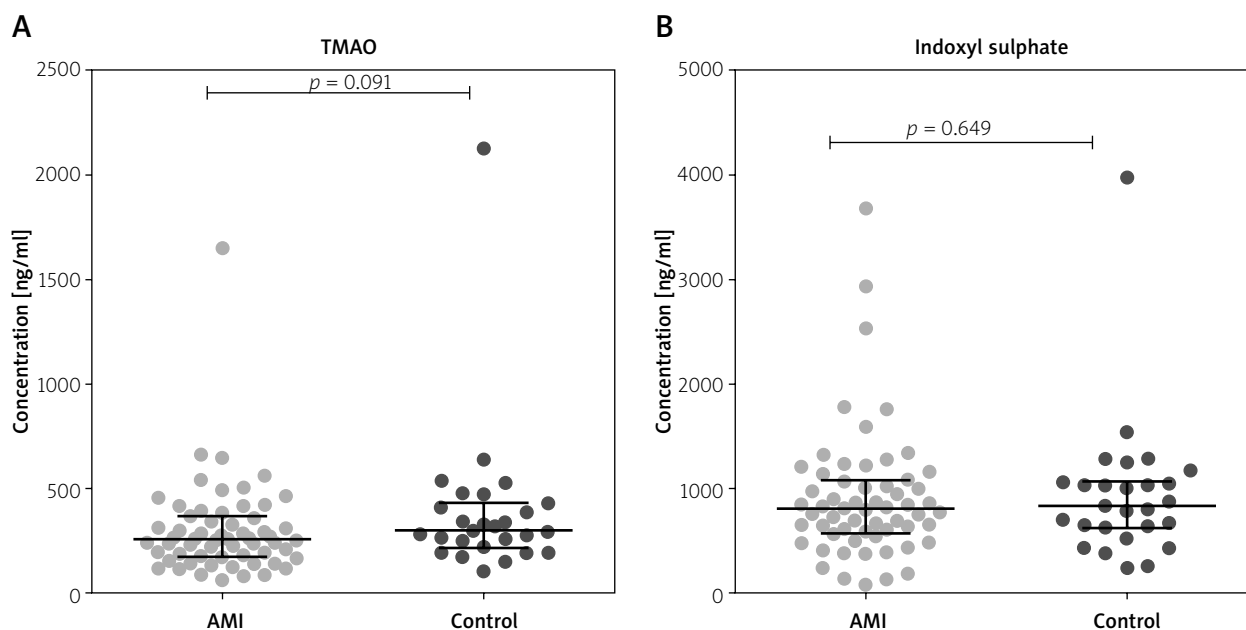 A
TMAO
2500
2000
1500
1000
500
0
Concentration [ng/ml]
p = 0.091
AMI Control
B
Indoxyl sulphate
5000
4000
3000
2000
1000
0
Concentration [ng/ml]
p = 0.649
AMI Control